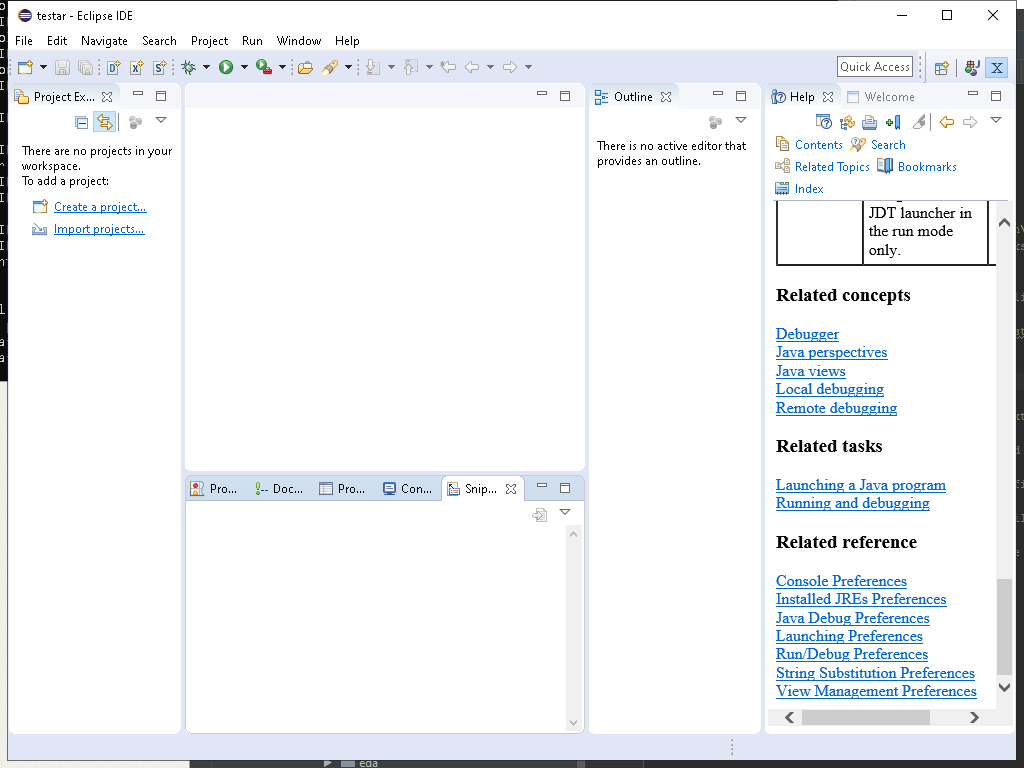 testar - Eclipse IDE
File Edit Navigate Search Project Run Window Help
Quick Access
Project Ex...
There are no projects in your
workspace.
To add a project:
Create a project...
Import projects...
Outline
There is no active editor that
provides an outline.
Help Welcome
Contents Search
Related Topics Bookmarks
Index
JDT launcher in
the run mode
only.
Related concepts
Debugger
Java perspectives
Java views
Local debugging
Remote debugging
Related tasks
Launching a Java program
Running and debugging
Related reference
Console Preferences
Installed JREs Preferences
Java Debug Preferences
Launching Preferences
Run/Debug Preferences
String Substitution Preferences
View Management Preferences
Pro... Doc... Pro... Con... Snip...
eda